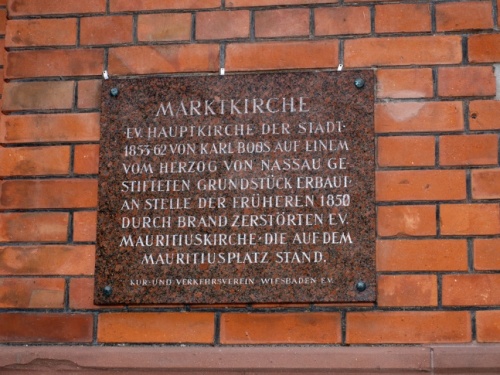 MARKTKIRCHE
EV. HAUPTKIRCHE DER STADT·
1853-62 VON KARL BOOS AUF EINEM
VOM HERZOG VON NASSAU GE-
STIFTETEN GRUNDSTÜCK ERBAUT·
AN STELLE DER FRÜHEREN 1850
DURCH BRAND ZERSTÖRTEN EV.
MAURITIUSKIRCHE·DIE AUF DEM
MAURITIUSPLATZ STAND.
KUR-UND VERKEHRSVEREIN WIESBADEN E.V.